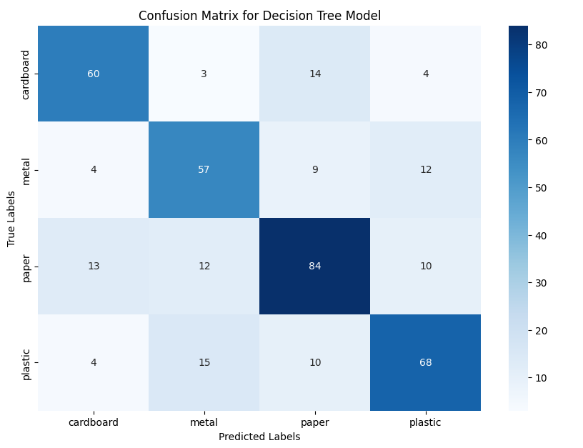 Confusion Matrix for Decision Tree Model
True Labels
cardboard
60 3 14 4
metal
4 57 9 12
paper
13 12 84 10
plastic
4 15 10 68
cardboard metal paper plastic
Predicted Labels
80
70
60
50
40
30
20
10